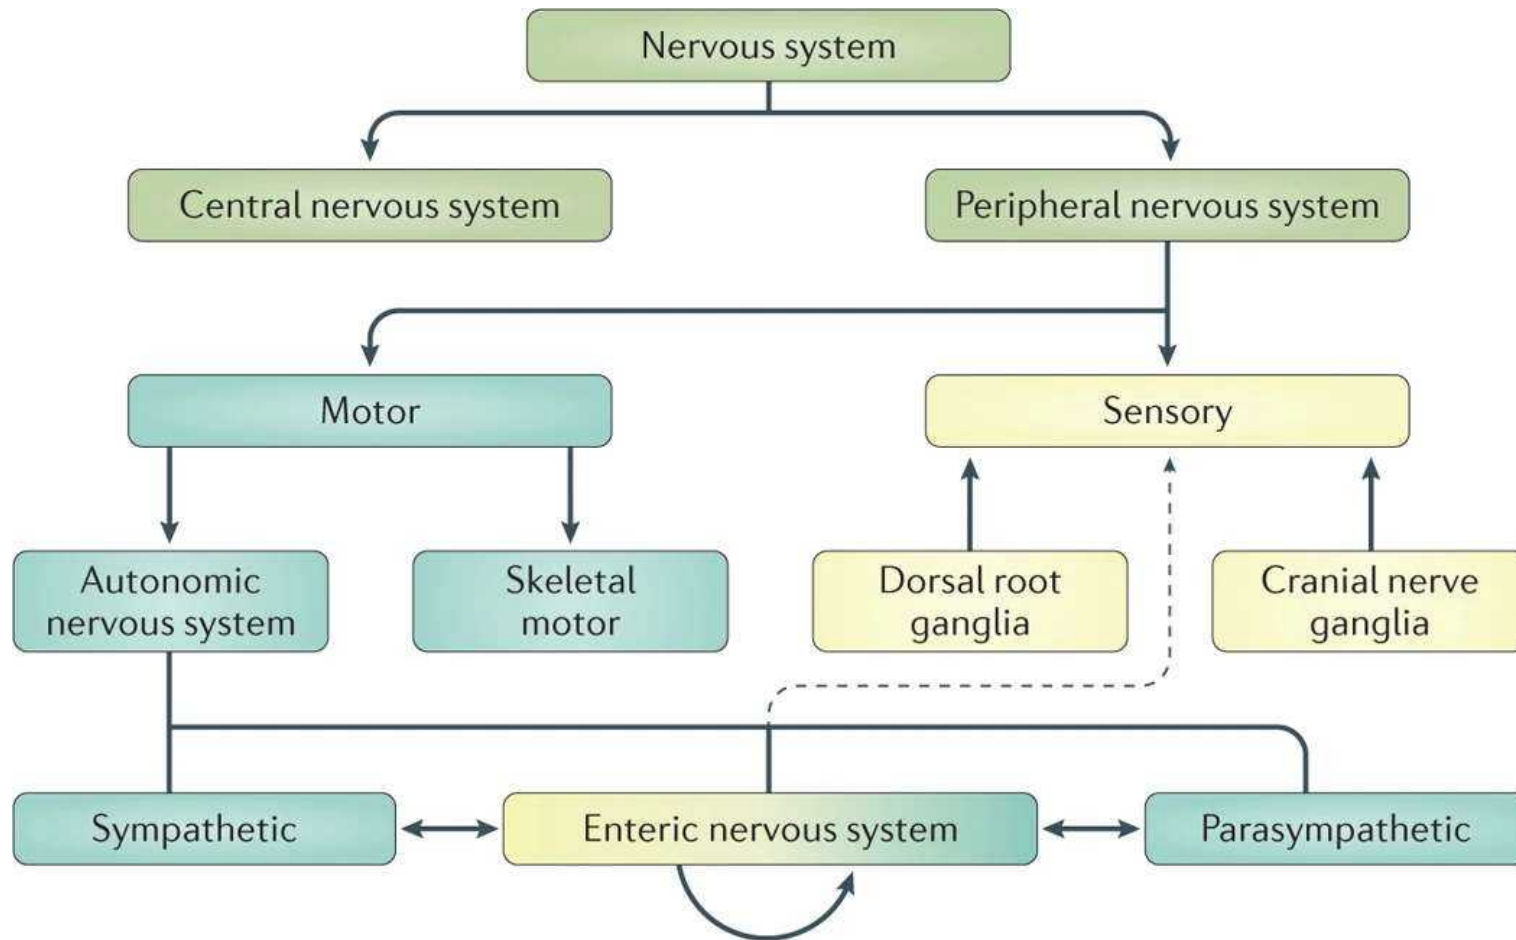 Nervous system
Central nervous system
Peripheral nervous system
Motor
Sensory
Autonomic
nervous system
Skeletal
motor
Dorsal root
ganglia
Cranial nerve
ganglia
Sympathetic
Enteric nervous system
Parasympathetic